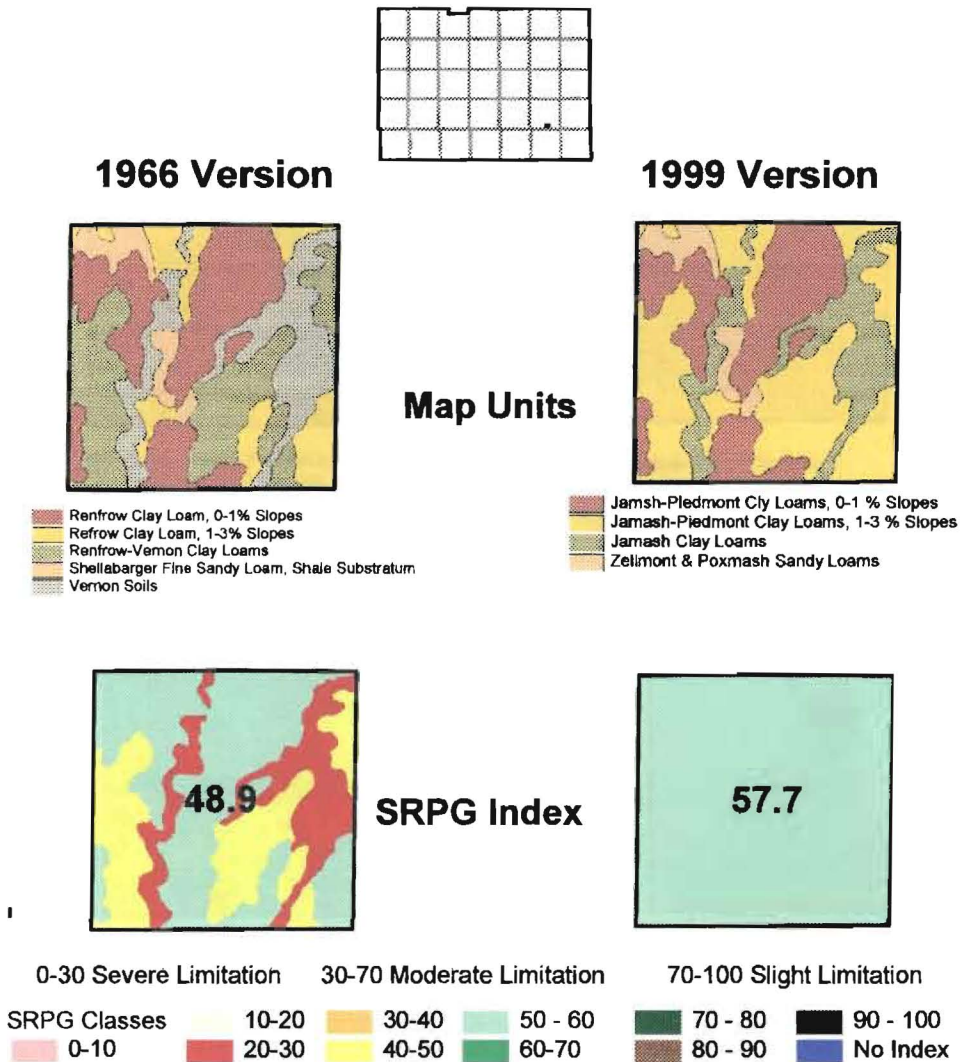 1966 Version
1999 Version
Map Units
Renfrow Clay Loam, 0-1% Slopes
Refrow Clay Loam, 1-3% Slopes
Renfrow-Vernon Clay Loams
Shellabarger Fine Sandy Loam, Shale Substratum
Vernon Soils
Jamsh-Piedmont Cly Loams, 0-1 % Slopes
Jamash-Piedmont Clay Loams, 1-3 % Slopes
Jamash Clay Loams
Zellmont & Poxmash Sandy Loams
48.9
SRPG Index
57.7
0-30 Severe Limitation
30-70 Moderate Limitation
70-100 Slight Limitation
SRPG Classes
0-10
10-20
20-30
30-40
40-50
50 - 60
60-70
70 - 80
80 - 90
90 - 100
No Index